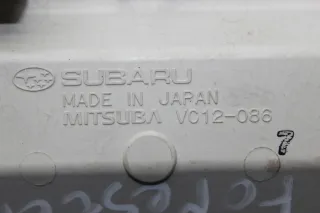 SUBARU
MADE IN JAPAN
MITSUBA VC12-086
7